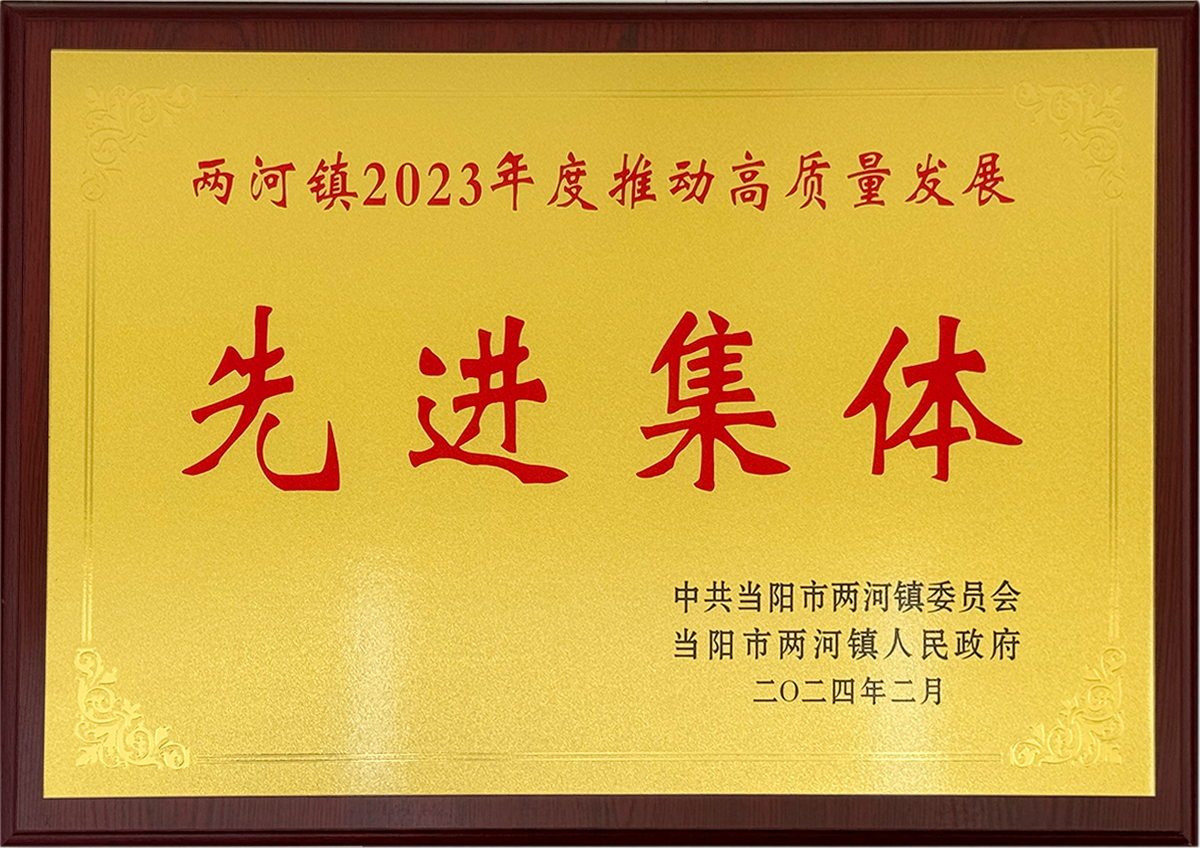 两河镇2023年度推动高质量发展
先进集体
中共当阳市两河镇委员会
当阳市两河镇人民政府
二〇二四年二月